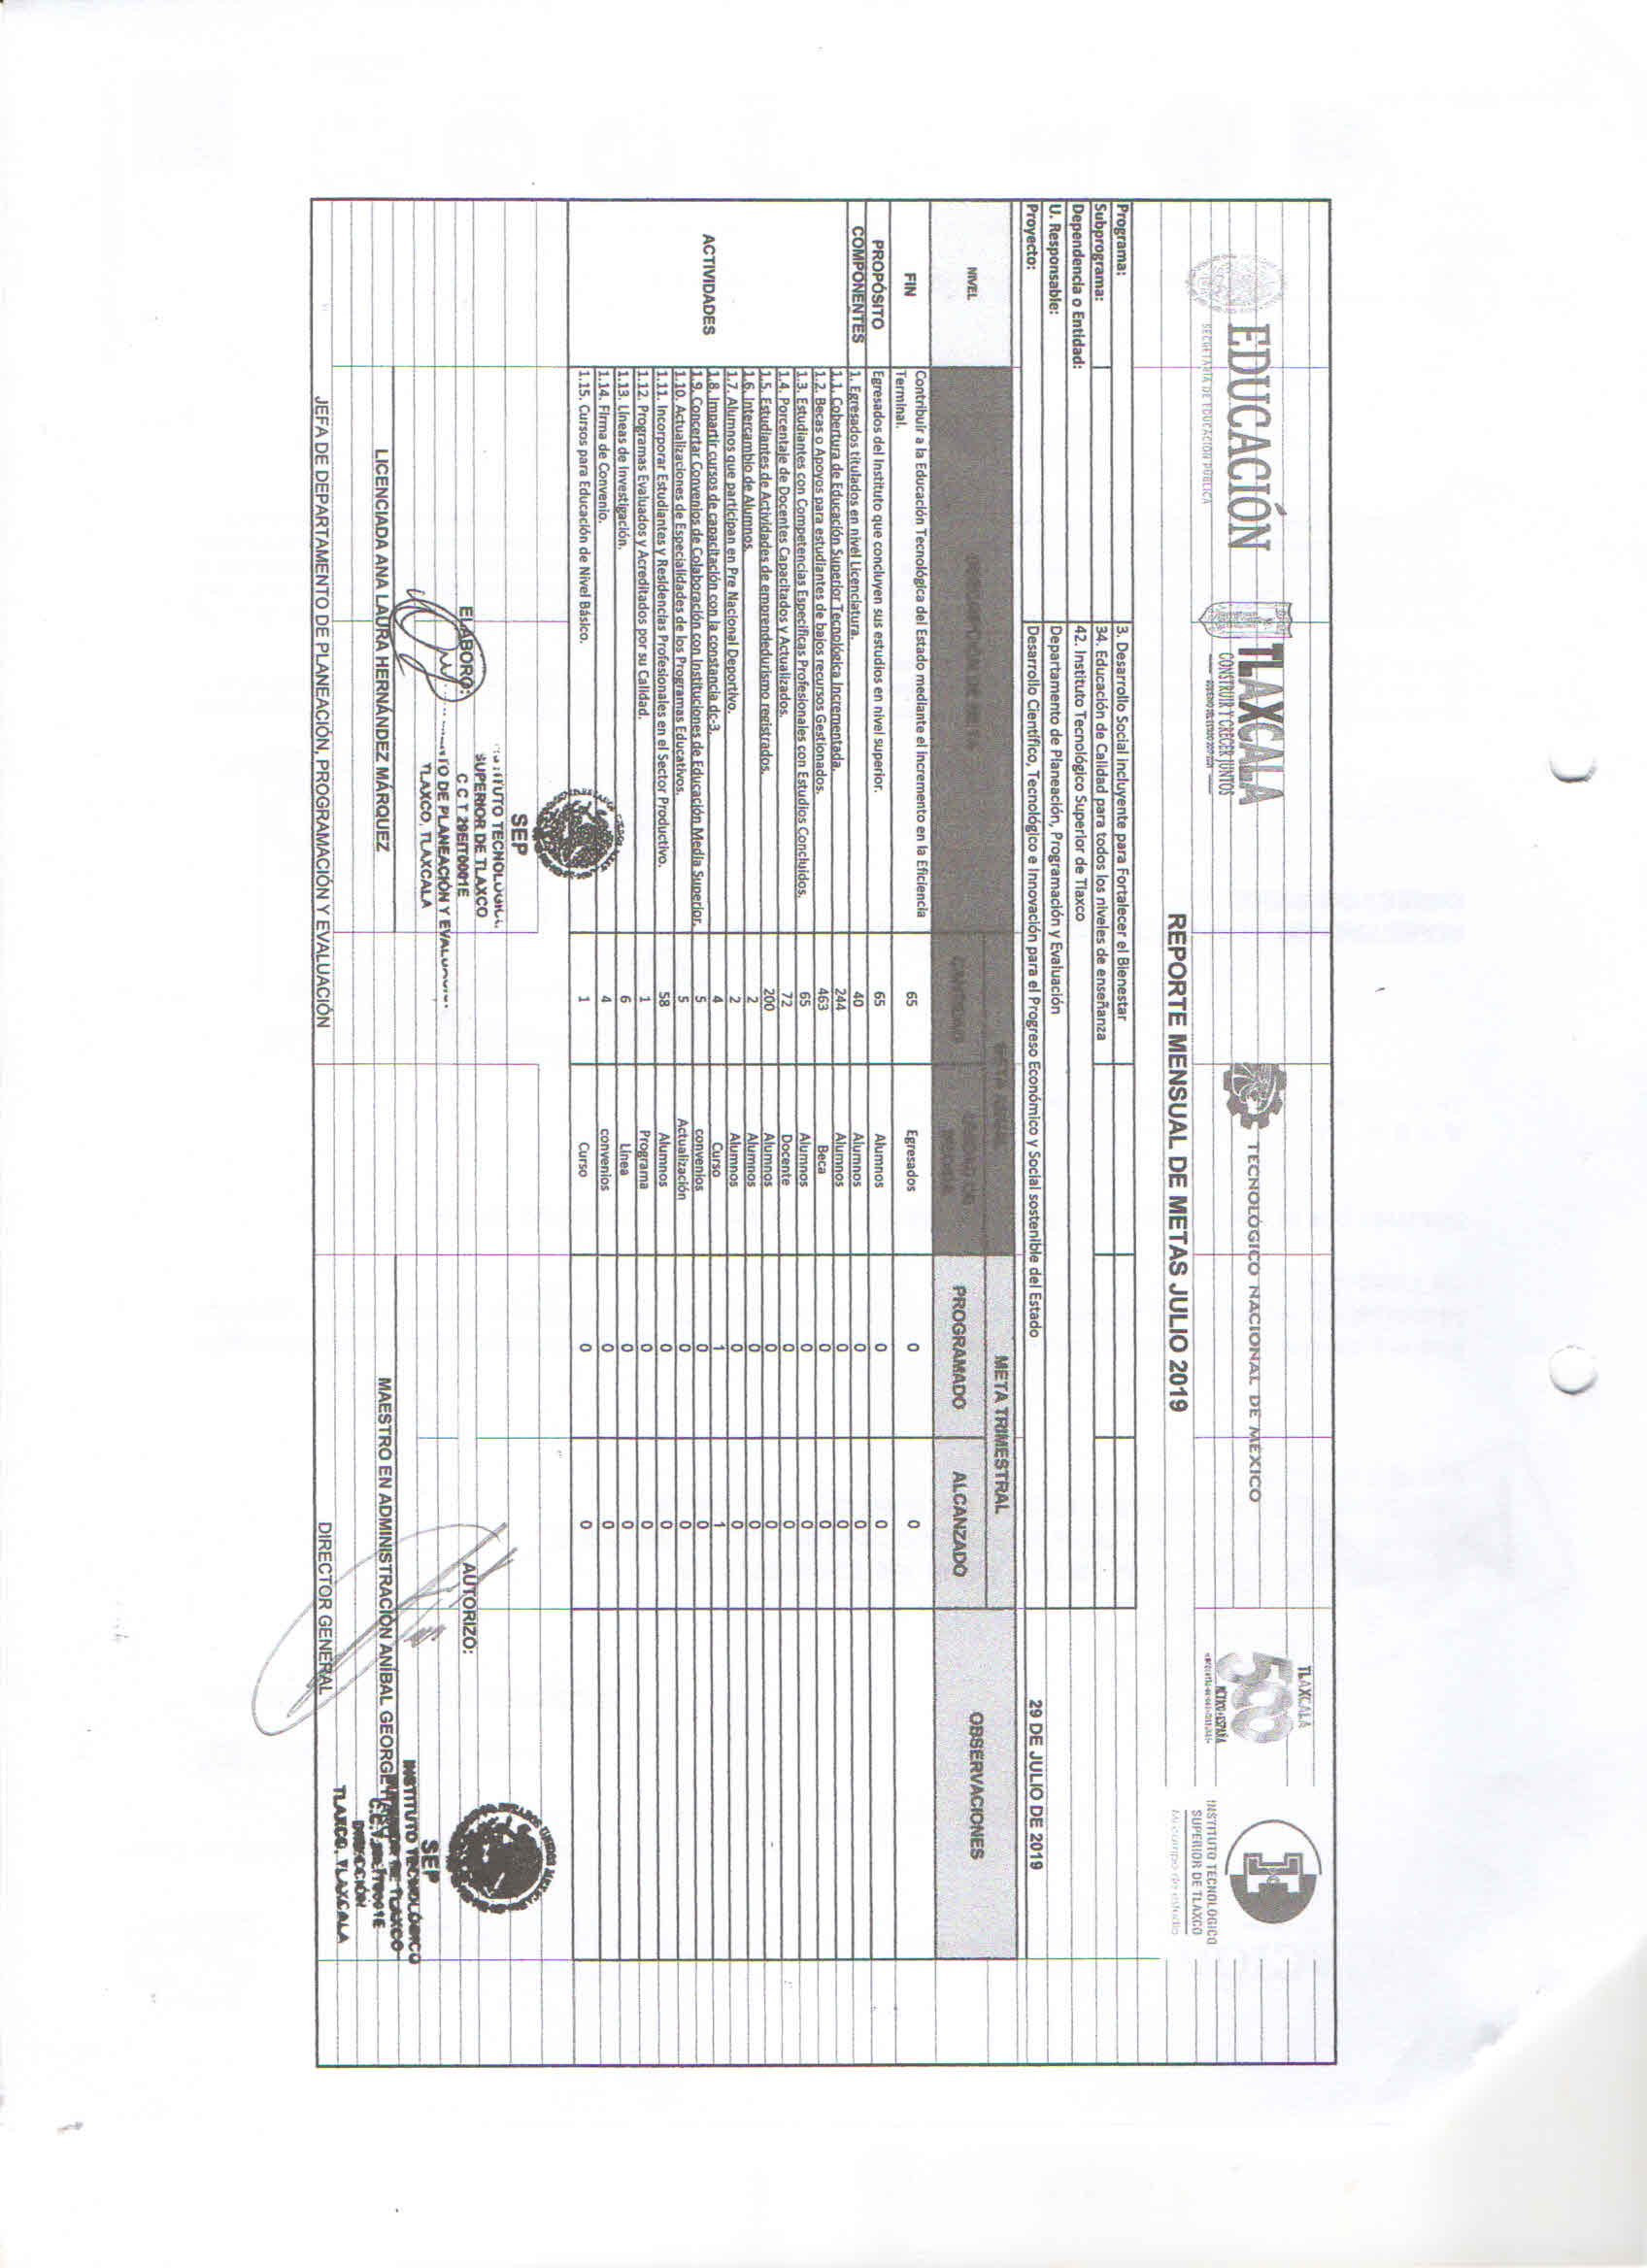 EDUCACIÓN
SECRETARÍA DE EDUCACIÓN PÚBLICA
TLAXCALA
CONSTRUIR Y CRECER JUNTOS
TECNOLÓGICO NACIONAL DE MÉXICO
TLAXCALA
500
MÉXICO-ESPAÑA
INSTITUTO TECNOLÓGICO
SUPERIOR DE TLAXCO
REPORTE MENSUAL DE METAS JULIO 2019
Programa: 3. Desarrollo Social incluyente para Fortalecer el Bienestar
Subprograma: 34. Educación de Calidad para todos los niveles de enseñanza
Dependencia o Entidad: 42. Instituto Tecnológico Superior de Tlaxco
U. Responsable: Departamento de Planeación, Programación y Evaluación
Proyecto: Desarrollo Científico, Tecnológico e Innovación para el Progreso Económico y Social sostenible del Estado 29 DE JULIO DE 2019
NIVEL META TRIMESTRAL OBSERVACIONES
PROGRAMADO ALCANZADO
FIN Contribuir a la Educación Tecnológica del Estado mediante el incremento en la Eficiencia Terminal. 65 Egresados 0 0
PROPÓSITO Egresados del Instituto que concluyen sus estudios en nivel superior. 65 Alumnos 0 0
COMPONENTES 1. Egresados titulados en nivel Licenciatura. 40 Alumnos 0 0
ACTIVIDADES
1.1. Cobertura de Educación Superior Tecnológica Incrementada. 244 Alumnos 0 0
1.2. Becas o Apoyos para estudiantes de bajos recursos Gestionados. 463 Beca 0 0
1.3. Estudiantes con Competencias Específicas Profesionales con Estudios Concluidos. 65 Alumnos 0 0
1.4. Porcentaje de Docentes Capacitados y Actualizados. 72 Docente 0 0
1.5. Estudiantes de Actividades de emprendedurismo registrados. 200 Alumnos 0 0
1.6. Intercambio de Alumnos. 2 Alumnos 0 0
1.7. Alumnos que participan en Pre Nacional Deportivo. 2 Alumnos 0 0
1.8. Impartir cursos de capacitación con la constancia dc-3. 4 Curso 1 1
1.9. Concertar Convenios de Colaboración con Instituciones de Educación Media Superior. 5 convenios 0 0
1.10. Actualizaciones de Especialidades de los Programas Educativos. 5 Actualización 0 0
1.11. Incorporar Estudiantes y Residencias Profesionales en el Sector Productivo. 58 Alumnos 0 0
1.12. Programas Evaluados y Acreditados por su Calidad. 1 Programa 0 0
1.13. Líneas de Investigación. 6 Línea 0 0
1.14. Firma de Convenio. 4 convenios 0 0
1.15. Cursos para Educación de Nivel Básico. 1 Curso 0 0
SEP
SUPERIOR DE TLAXCO
C C T 29EIT0001E
DE PLANEACIÓN Y
TLAXCO, TLAXCALA
ELABORO:
LICENCIADA ANA LAURA HERNÁNDEZ MÁRQUEZ
JEFA DE DEPARTAMENTO DE PLANEACIÓN, PROGRAMACIÓN Y EVALUACIÓN
AUTORIZO:
MAESTRO EN ADMINISTRACIÓN ANÍBAL GEORGE
DIRECTOR GENERAL
SEP
INSTITUTO TECNOLÓGICO
DE TLAXCO
DIRECCIÓN
TLAXCO, TLAXCALA